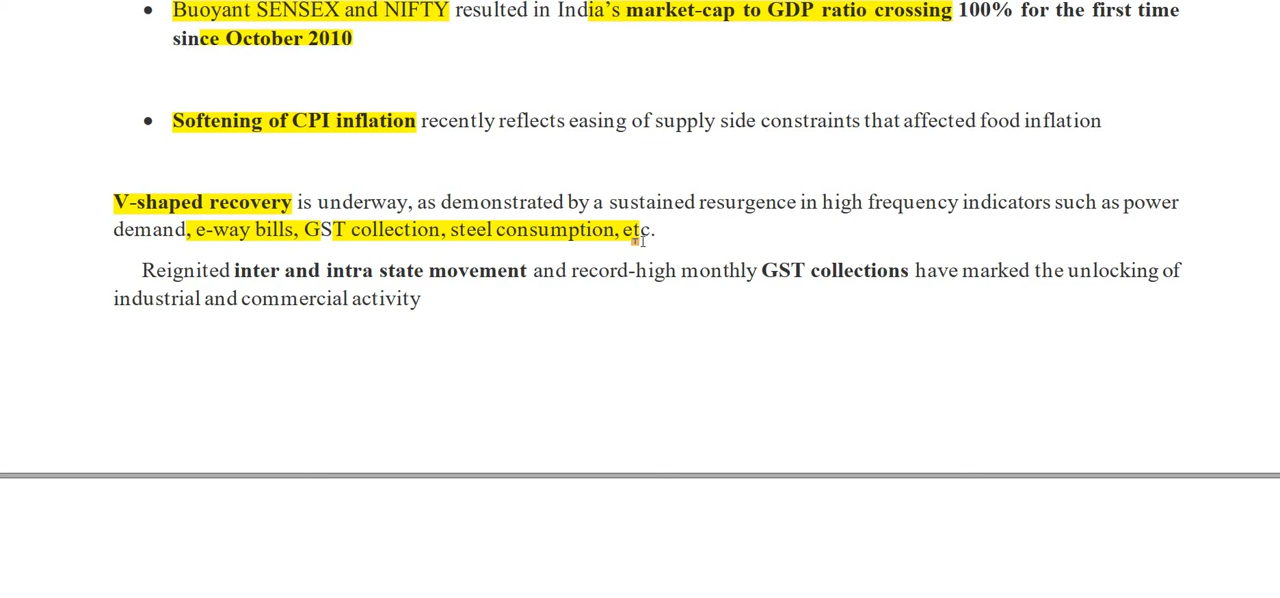 • Buoyant SENSEX and NIFTY resulted in India's market-cap to GDP ratio crossing 100% for the first time
since October 2010
• Softening of CPI inflation recently reflects easing of supply side constraints that affected food inflation
V-shaped recovery is underway, as demonstrated by a sustained resurgence in high frequency indicators such as power
demand, e-way bills, GST collection, steel consumption, etc.
Reignited inter and intra state movement and record-high monthly GST collections have marked the unlocking of
industrial and commercial activity